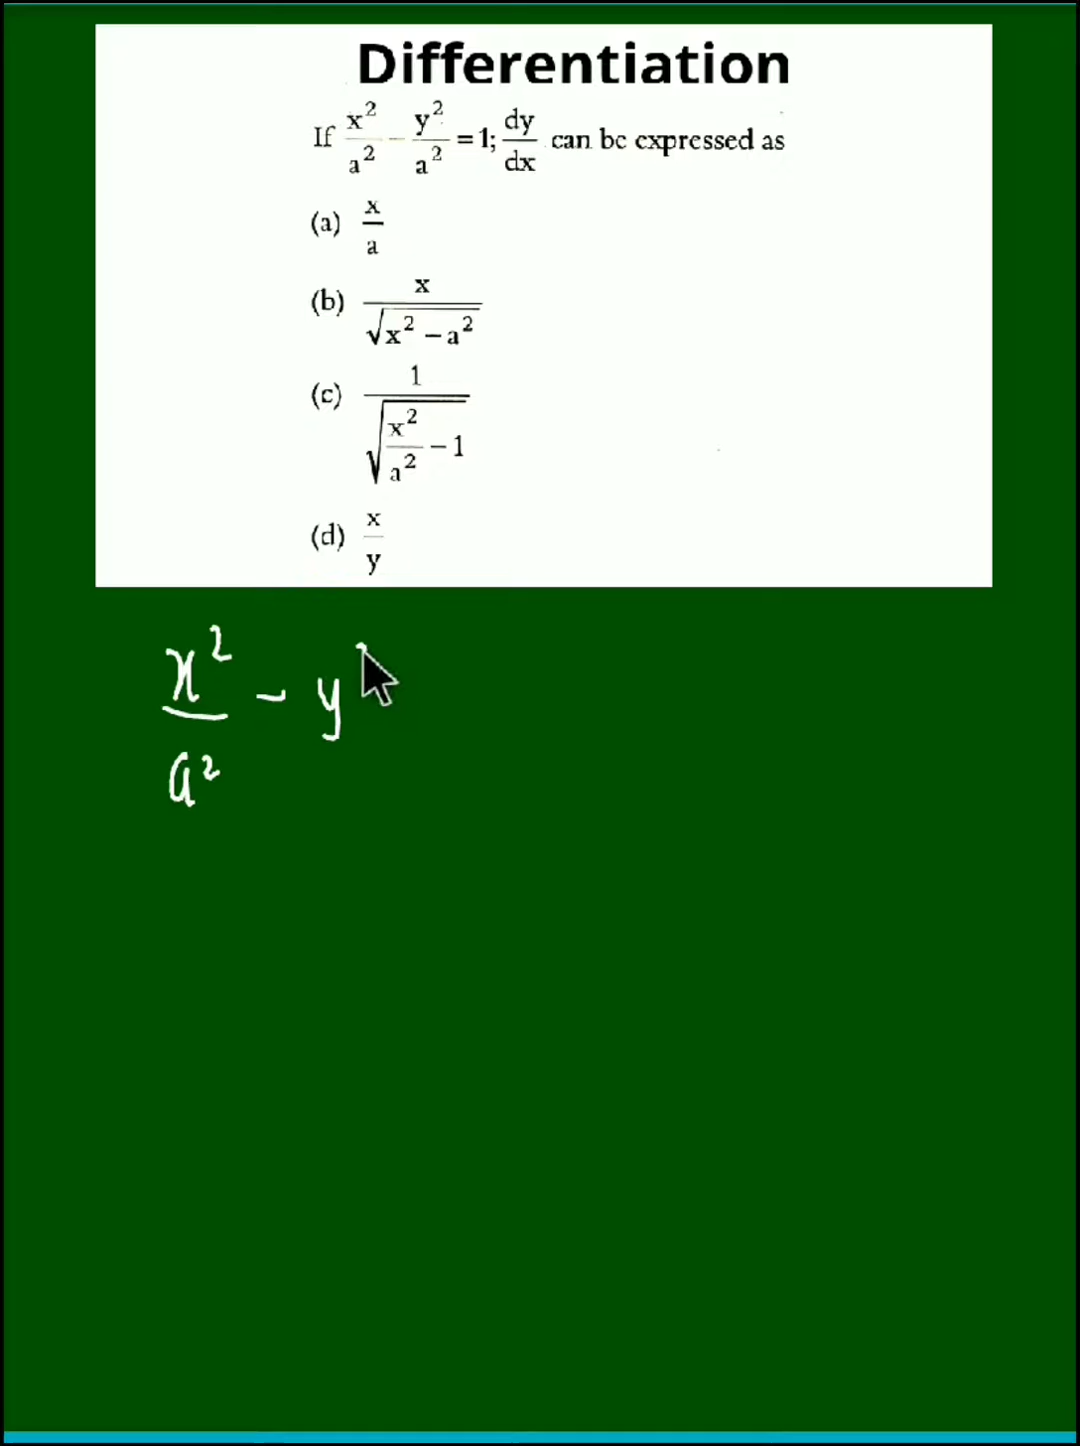 Differentiation
If x²/a² − y²/a² = 1; dy/dx can be expressed as
(a) x/a
(b) x/√(x² − a²)
(c) 1/√(x²/a² − 1)
(d) x/y
x²/a² − y